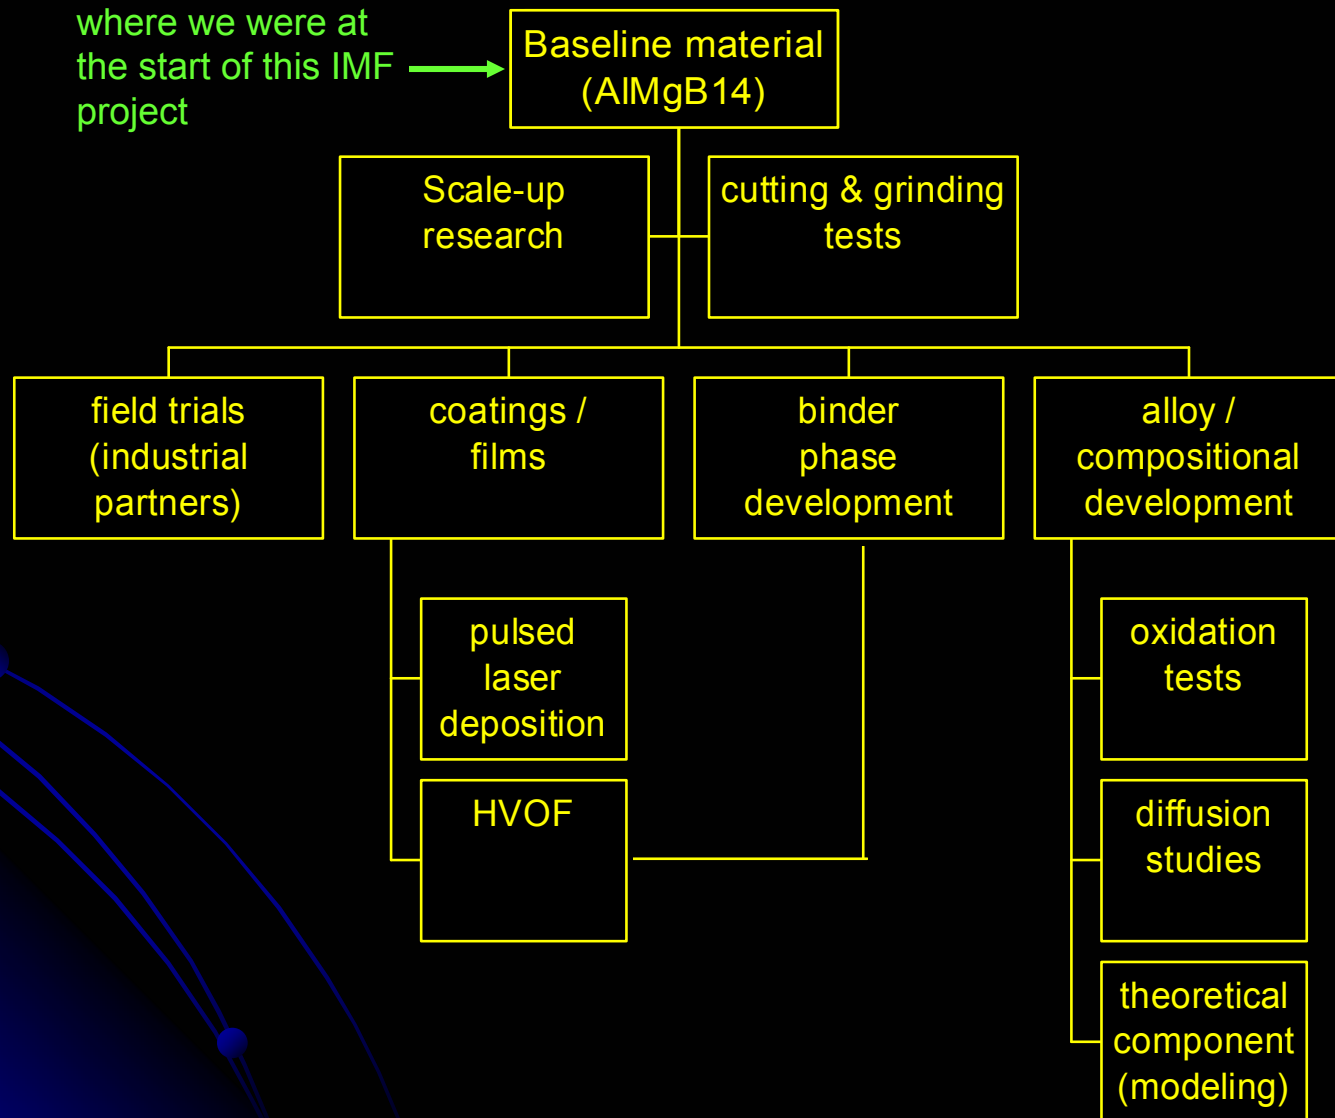 where we were at
the start of this IMF
project
Baseline material
(AlMgB14)
Scale-up
research
cutting & grinding
tests
field trials
(industrial
partners)
coatings /
films
binder
phase
development
alloy /
compositional
development
pulsed
laser
deposition
HVOF
oxidation
tests
diffusion
studies
theoretical
component
(modeling)